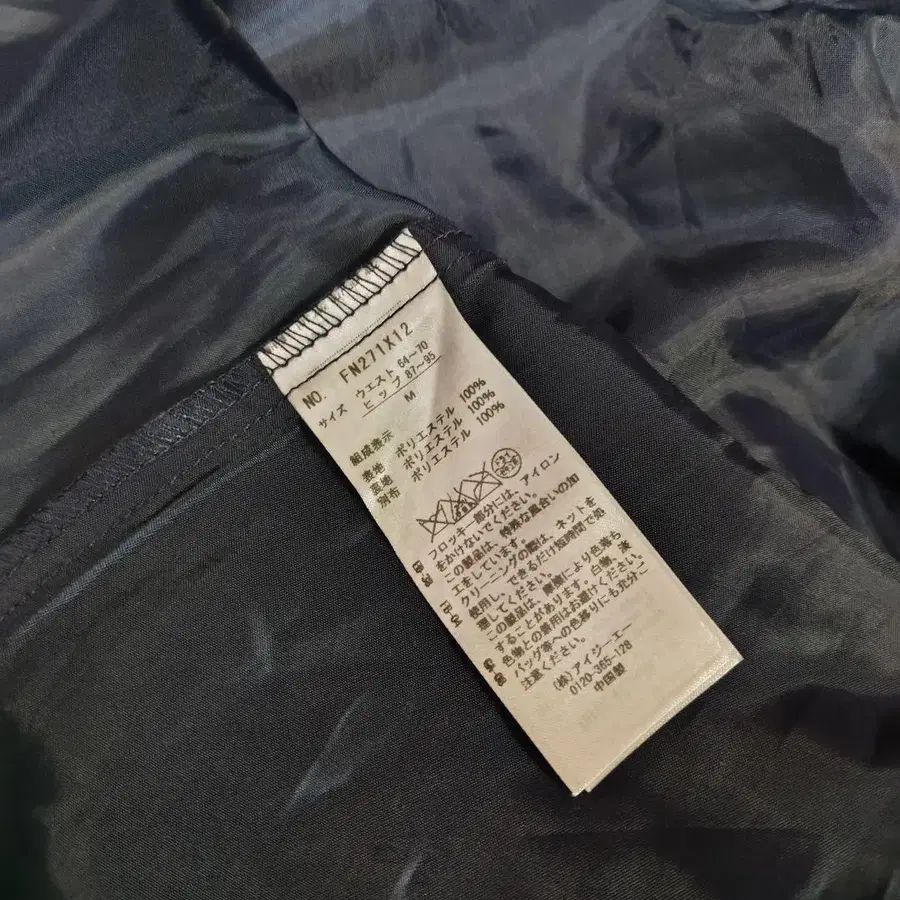 NO. FN271X12
サイズ ウエスト 64〜70
ヒップ 87〜95
M
組成表示
表地 ポリエステル 100%
裏地 ポリエステル 100%
別布 ポリエステル 100%
フロッキー部分には、アイロン
をかけないでください。
この製品は、特殊な風合いの加
工をしています。
クリーニングの際は、ネットを
使用し、できるだけ短時間で処
理してください。
この製品は、摩擦により色落ち
することがあります。白物、淡
色物との着用はお避けください。
バッグ等への色移りにも充分ご
注意ください。
(株)アイジーエー
0120-365-128
中国製